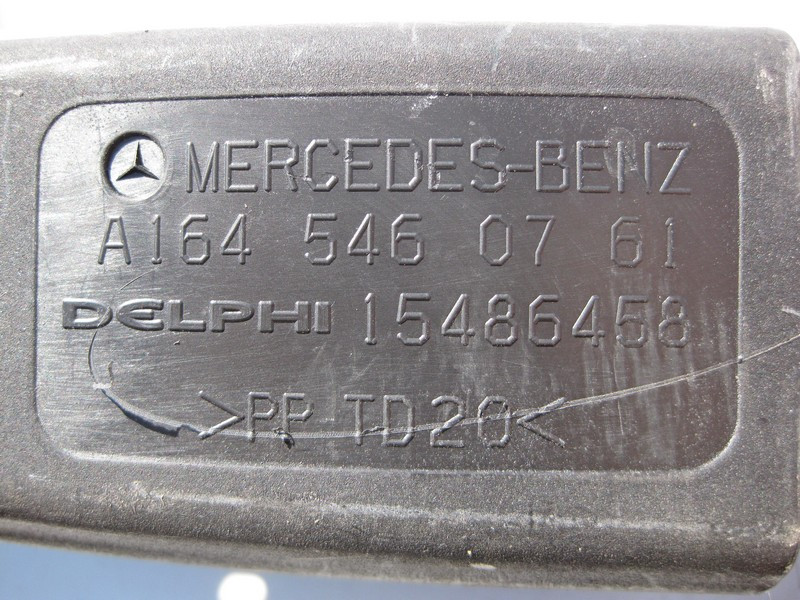 MERCEDES-BENZ
A164 546 07 61
DELPHI 15486458
>PP TD20<